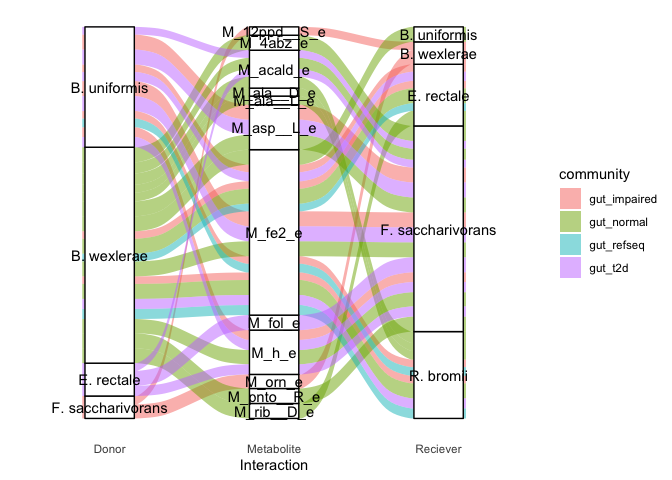 M_12ppd__S_e
M_4abz_e
M_acald_e
M_ala__D_e
M_ala__L_e
M_asp__L_e
M_fe2_e
M_fol_e
M_h_e
M_orn_e
M_pnto__R_e
M_rib__D_e
B. uniformis
B. wexlerae
E. rectale
F. saccharivorans
B. uniformis
B. wexlerae
E. rectale
F. saccharivorans
R. bromii
community
gut_impaired
gut_normal
gut_refseq
gut_t2d
Donor
Metabolite
Reciever
Interaction